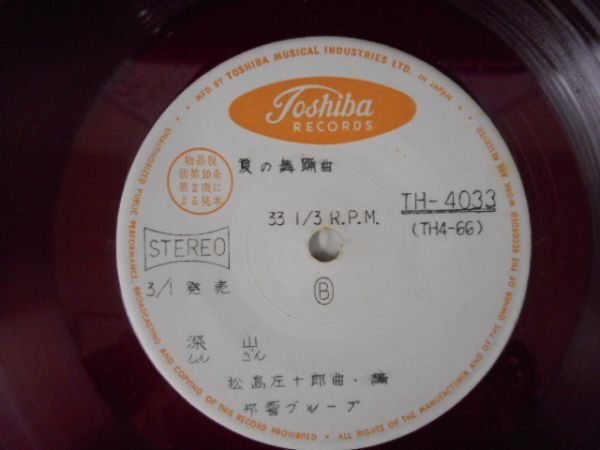 MFD. BY TOSHIBA MUSICAL INDUSTRIES LTD. IN JAPAN
Toshiba
RECORDS
物品税
法第10条
第2項に
よる見本
夏の舞踊曲
TH-4033
(TH4-66)
33 1/3 R.P.M.
STEREO
3/1 発売
Ⓑ
深山
しん ざん
松島庄十郎曲・編
邦響グループ
UNAUTHORIZED PUBLIC PERFORMANCE, BROADCASTING AND COPYING OF THIS RECORD PROHIBITED • ALL RIGHTS OF THE MANUFACTURER AND OF THE OWNER OF THE RECORDED WORK ARE RESERVED